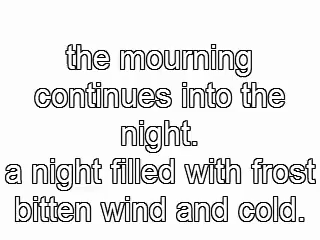 the mourning
continues into the
night.
a night filled with frost
bitten wind and cold.